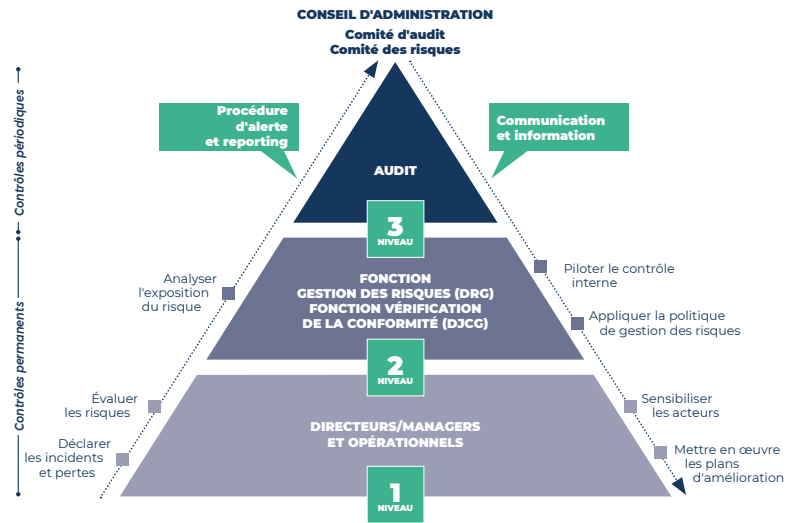 CONSEIL D'ADMINISTRATION
Comité d'audit
Comité des risques
Contrôles périodiques
Procédure
d'alerte
et reporting
Communication
et information
AUDIT
3
NIVEAU
Analyser
l'exposition
du risque
FONCTION
GESTION DES RISQUES (DRG)
FONCTION VÉRIFICATION
DE LA CONFORMITÉ (DJCG)
Piloter le contrôle
interne
Appliquer la politique
de gestion des risques
2
NIVEAU
Contrôles permanents
Évaluer
les risques
Déclarer
les incidents
et pertes
DIRECTEURS/MANAGERS
ET OPÉRATIONNELS
Sensibiliser
les acteurs
Mettre en œuvre
les plans
d'amélioration
1
NIVEAU